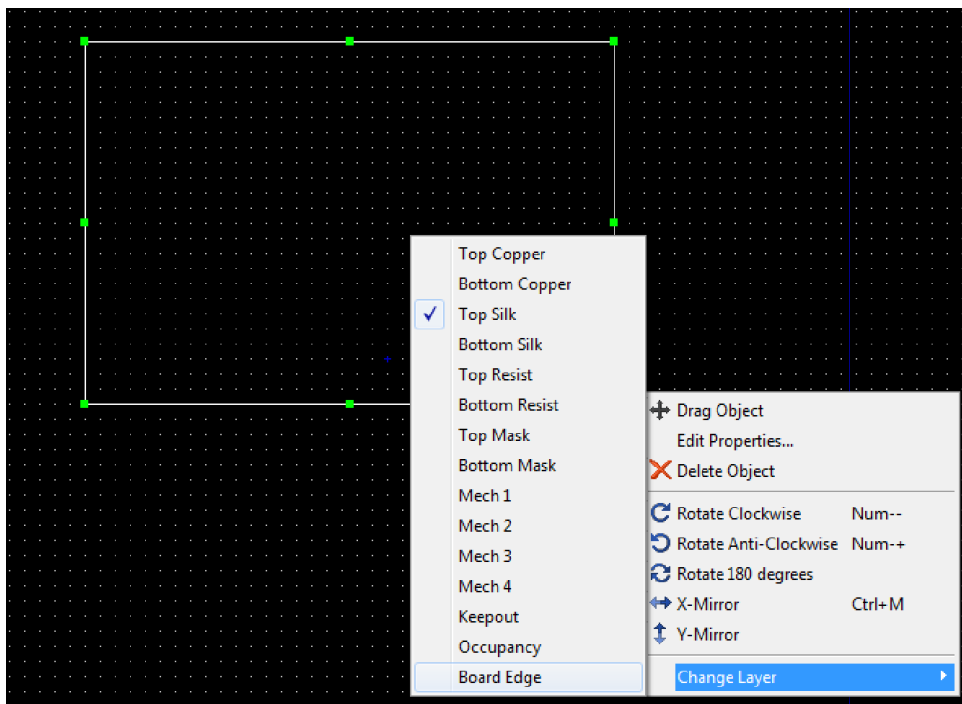 Top Copper
Bottom Copper
Top Silk
Bottom Silk
Top Resist
Bottom Resist
Top Mask
Bottom Mask
Mech 1
Mech 2
Mech 3
Mech 4
Keepout
Occupancy
Board Edge
Drag Object
Edit Properties...
Delete Object
Rotate Clockwise Num--
Rotate Anti-Clockwise Num-+
Rotate 180 degrees
X-Mirror Ctrl+M
Y-Mirror
Change Layer